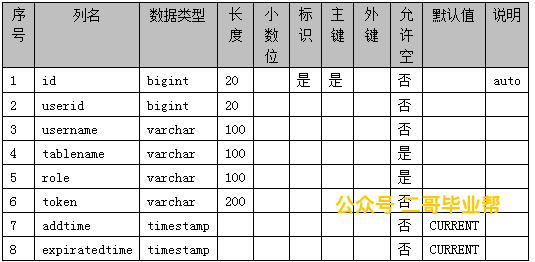 序号 列名 数据类型 长度 小数位 标识 主键 外键 允许空 默认值 说明
1 id bigint 20 是 是 否 auto
2 userid bigint 20 否
3 username varchar 100 否
4 tablename varchar 100 是
5 role varchar 100 是
6 token varchar 200 否
公众号 二哥毕业帮
7 addtime timestamp 否 CURRENT
8 expiratedtime timestamp 否 CURRENT